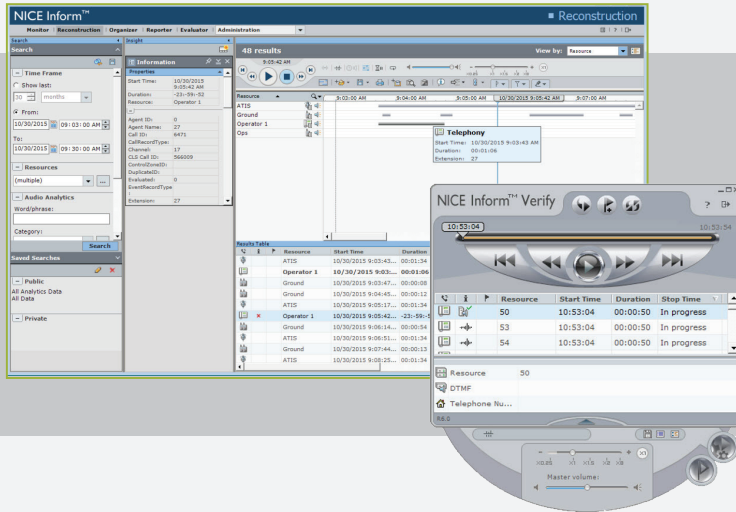 NICE Inform™
Reconstruction
Monitor Reconstruction Organizer Reporter Evaluator Administration
Search
Search
Time Frame
Show last:
30 months
From:
10/30/2015 09:03:00 AM
To:
10/30/2015 09:30:00 AM
Resources
(multiple)
Audio Analytics
Word/phrase:
Category:
Search
Saved Searches
Public
All Analytics Data
All Data
Private
Insight
Information
Properties
Start Time: 10/30/2015 9:05:42 AM
Duration: -23:-59:-52
Resource: Operator 1
Agent ID: 0
Agent Name: 27
Call ID: 6471
CallRecordType:
Channel: 17
CLS Call ID: 566009
ControlZoneID:
DuplicateID:
Evaluated: 0
EventRecordType
:
Extension: 27
48 results
View by: Resource
9:05:42 AM
Resource
9:03:00 AM 9:04:00 AM 9:05:00 AM 10/30/2015 9:05:42 AM 9:07:00 AM
ATIS
Ground
Operator 1
Ops
Telephony
Start Time: 10/30/2015 9:03:43 AM
Duration: 00:01:06
Extension: 27
Results Table
Resource Start Time Duration
ATIS 10/30/2015 9:03:43... 00:01:34
Operator 1 10/30/2015 9:03:... 00:01:06
Ground 10/30/2015 9:03:47... 00:00:08
Ground 10/30/2015 9:04:45... 00:00:12
ATIS 10/30/2015 9:05:17... 00:01:34
Operator 1 10/30/2015 9:05:42... -23:-59:-5
Ground 10/30/2015 9:06:14... 00:00:54
ATIS 10/30/2015 9:06:51... 00:01:34
Ground 10/30/2015 9:07:44... 00:00:13
ATIS 10/30/2015 9:08:25... 00:01:34
NICE Inform™ Verify
10:53:04
10:53:54
Resource Start Time Duration Stop Time
50 10:53:04 00:00:50 In progress
53 10:53:04 00:00:50 In progress
54 10:53:04 00:00:50 In progress
Resource 50
DTMF
Telephone Nu...
R6.0
Master volume: